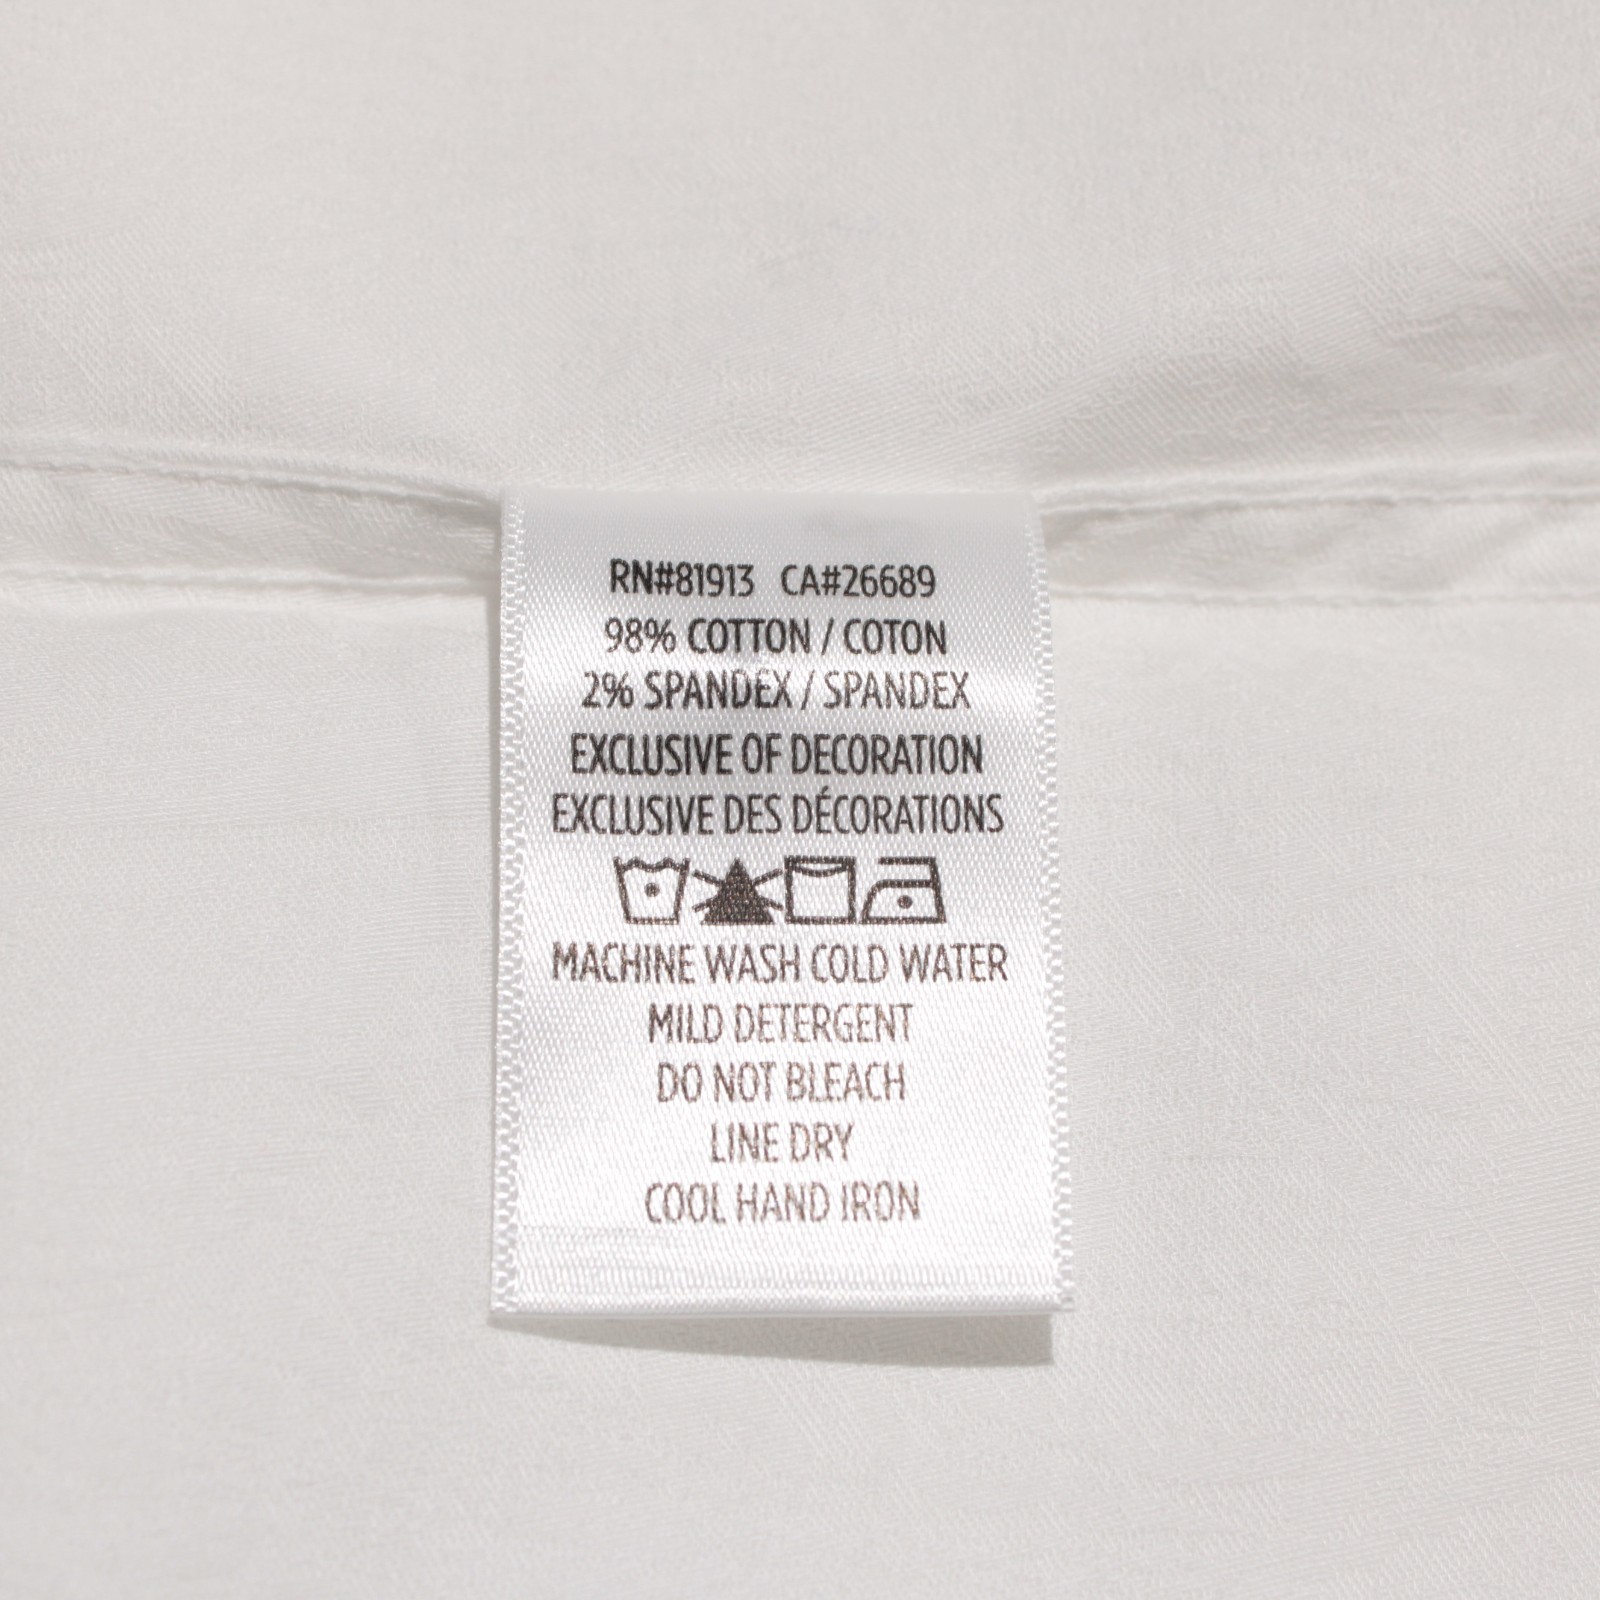 RN#81913 CA#26689
98% COTTON / COTON
2% SPANDEX / SPANDEX
EXCLUSIVE OF DECORATION
EXCLUSIVE DES DÉCORATIONS
MACHINE WASH COLD WATER
MILD DETERGENT
DO NOT BLEACH
LINE DRY
COOL HAND IRON